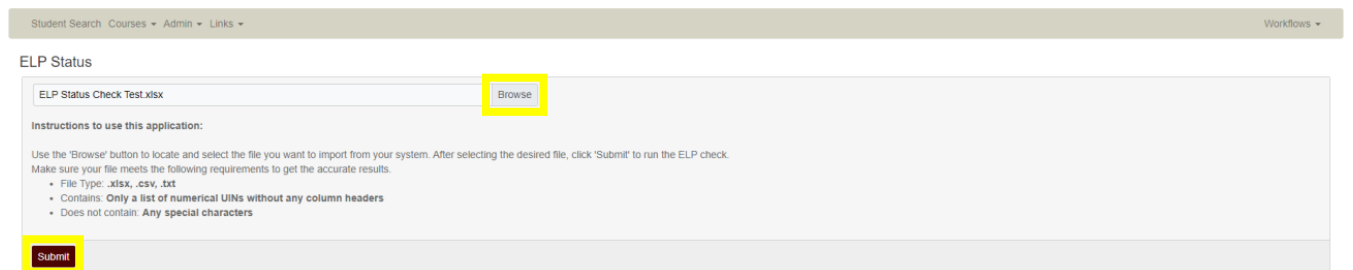 Student Search Courses Admin Links Workflows
ELP Status
ELP Status Check Test.xlsx Browse
Instructions to use this application:
Use the 'Browse' button to locate and select the file you want to import from your system. After selecting the desired file, click 'Submit' to run the ELP check.
Make sure your file meets the following requirements to get the accurate results.
• File Type: .xlsx, .csv, .txt
• Contains: Only a list of numerical UINs without any column headers
• Does not contain: Any special characters
Submit